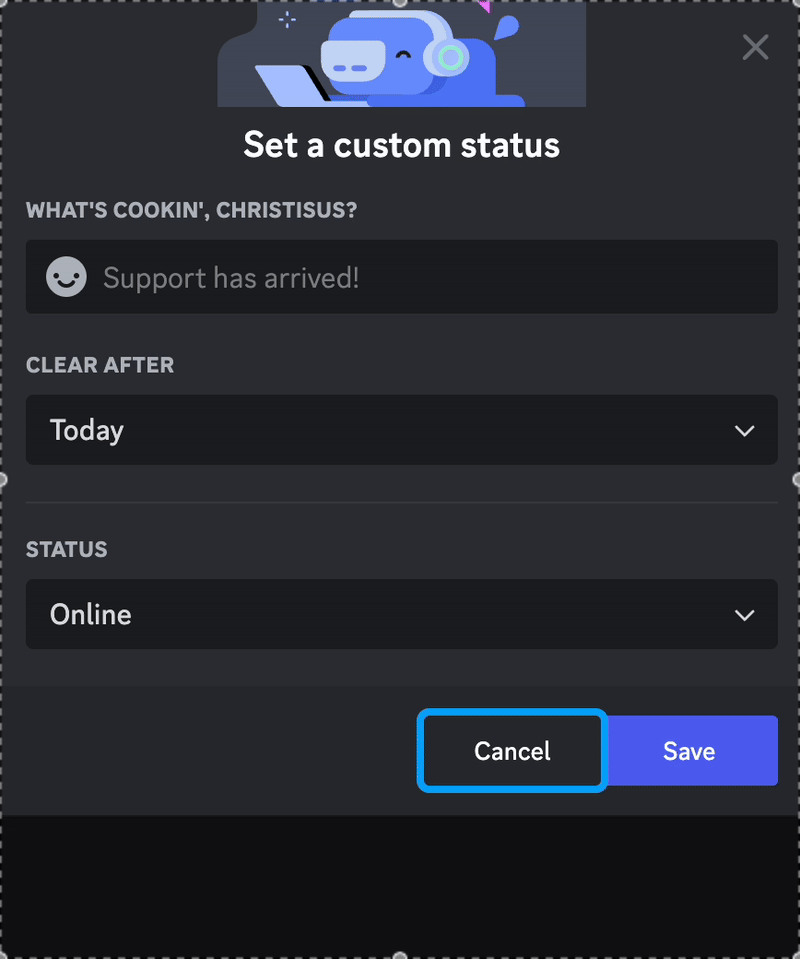 Set a custom status
WHAT'S COOKIN', CHRISTISUS?
Support has arrived!
CLEAR AFTER
Today
STATUS
Online
Cancel
Save